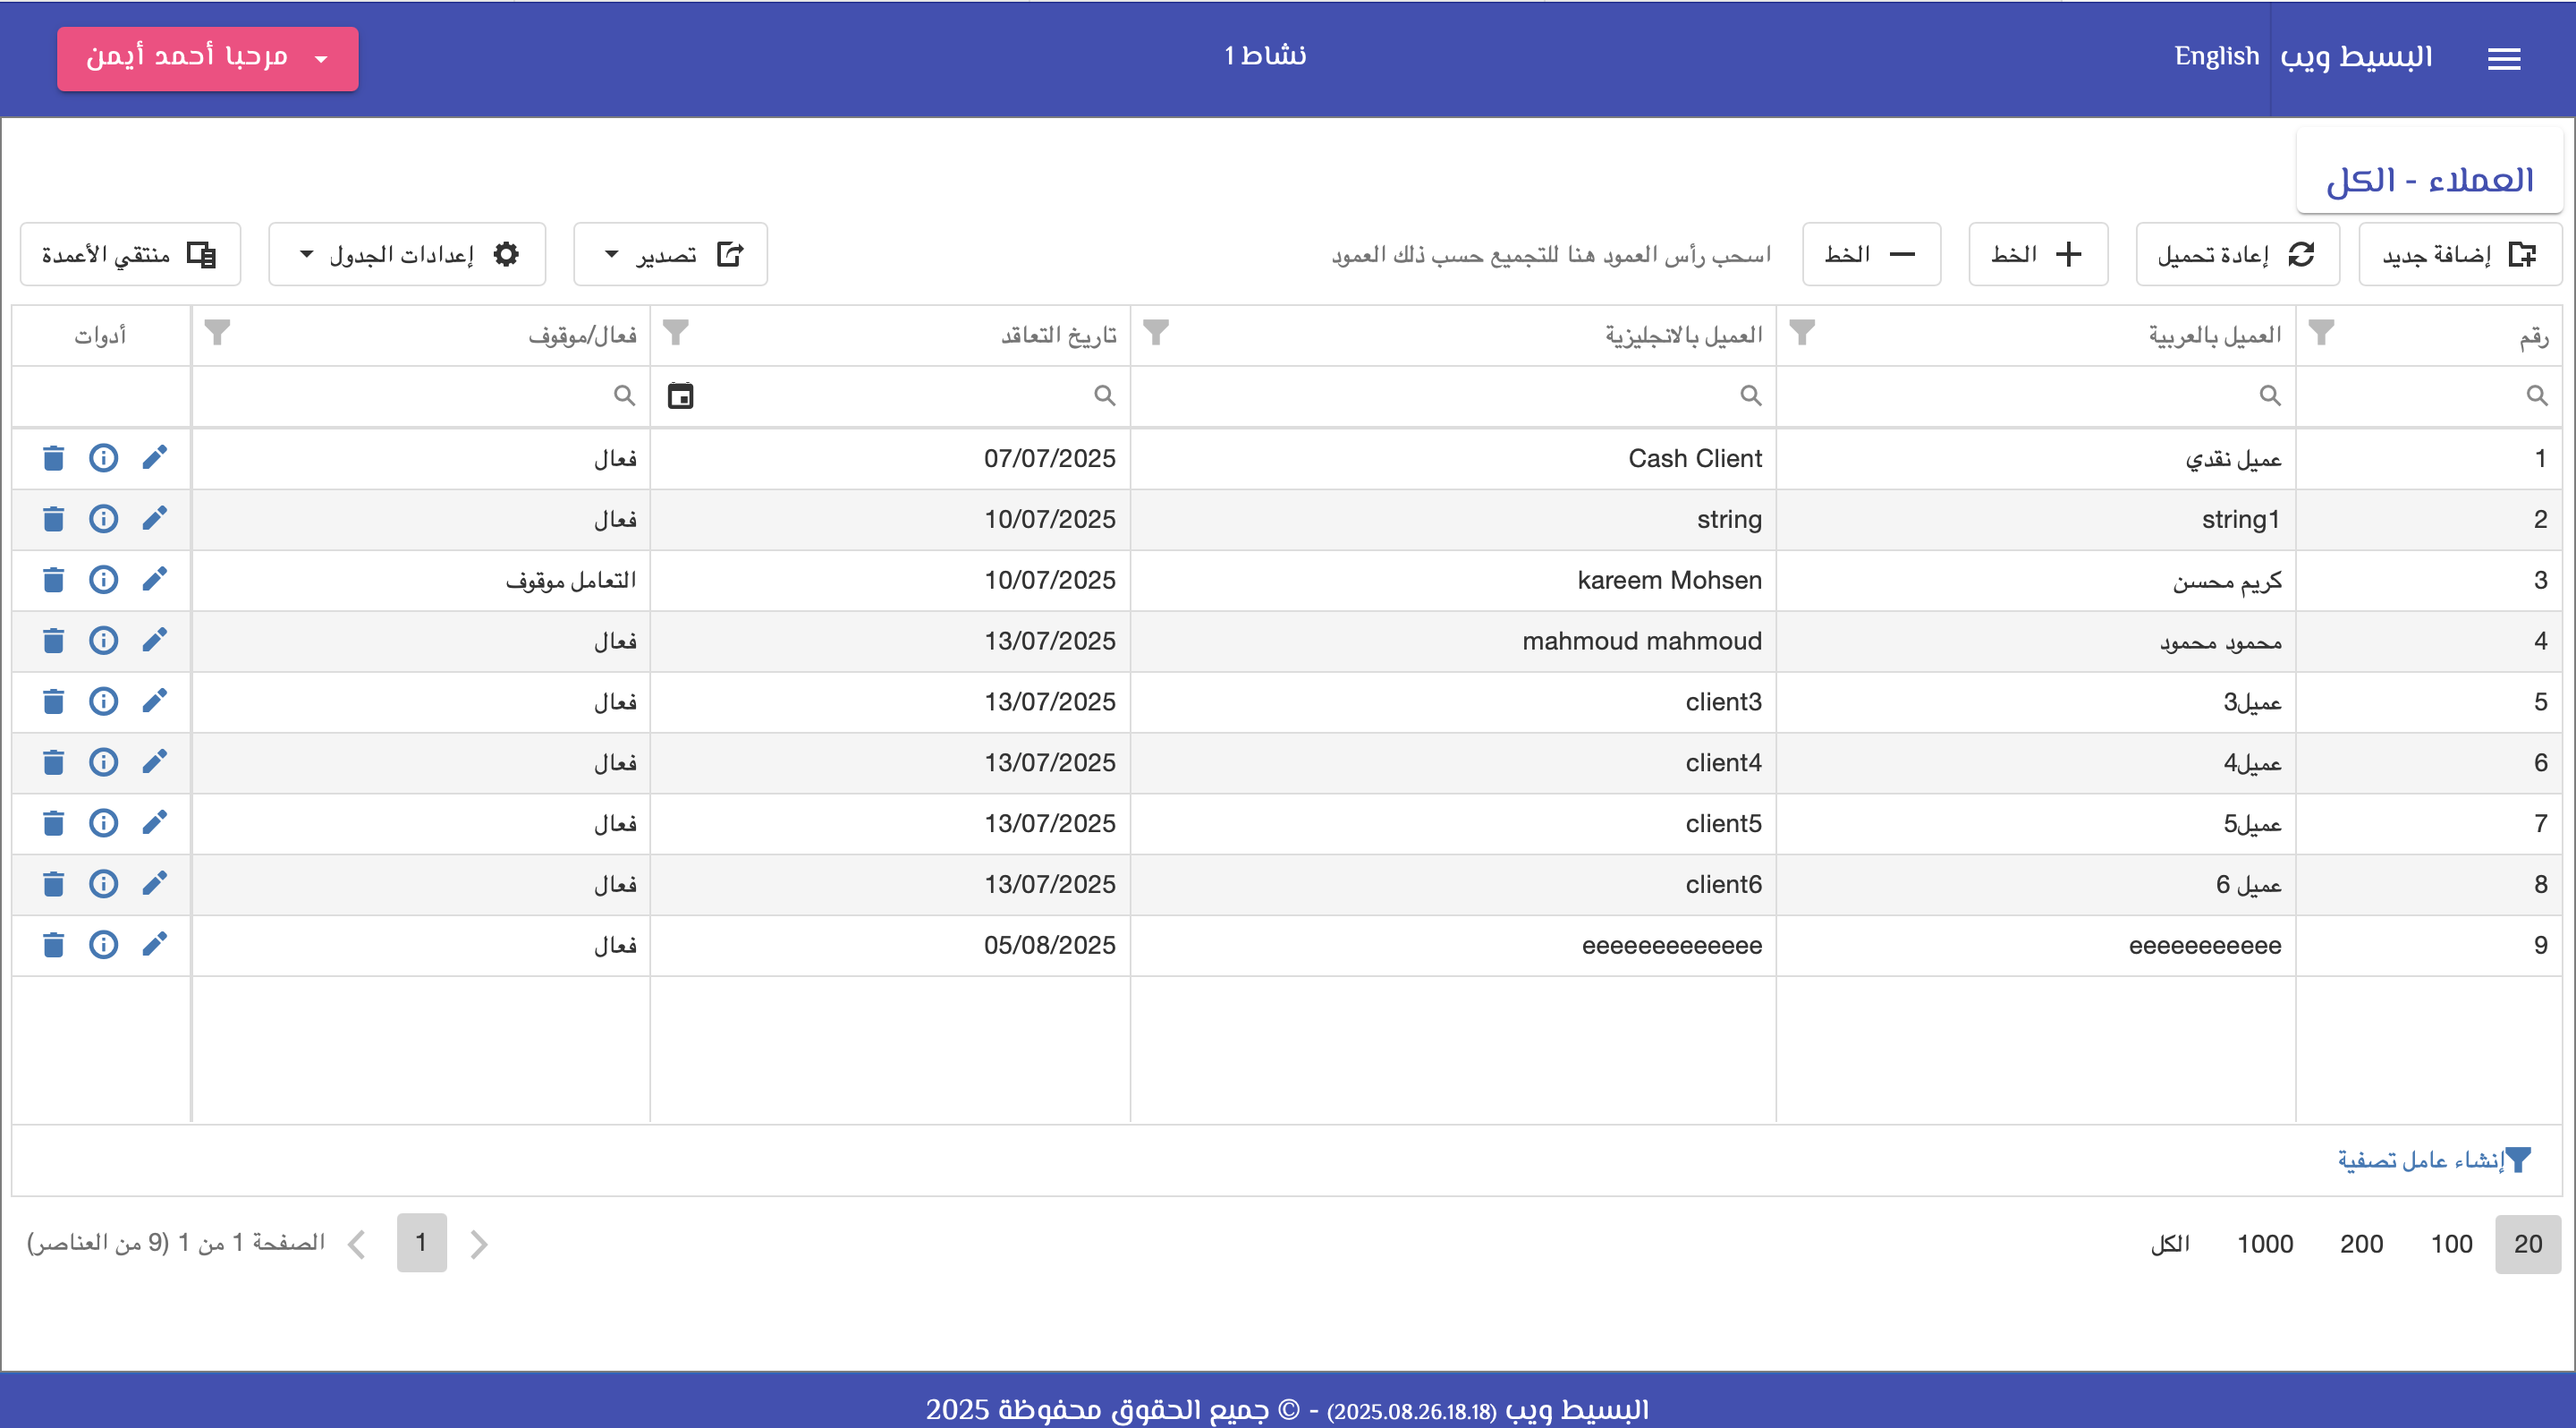 البسيط ويب English نشاط 1 مرحبا أحمد أيمن
العملاء - الكل
إضافة جديد إعادة تحميل الخط الخط اسحب رأس العمود هنا للتجميع حسب ذلك العمود تصدير إعدادات الجدول منتقي الأعمدة
رقم العميل بالعربية العميل بالانجليزية تاريخ التعاقد فعال/موقوف أدوات
1 عميل نقدي Cash Client 07/07/2025 فعال
2 string1 string 10/07/2025 فعال
3 كريم محسن kareem Mohsen 10/07/2025 التعامل موقوف
4 محمود محمود mahmoud mahmoud 13/07/2025 فعال
5 عميل3 client3 13/07/2025 فعال
6 عميل4 client4 13/07/2025 فعال
7 عميل5 client5 13/07/2025 فعال
8 عميل 6 client6 13/07/2025 فعال
9 eeeeeeeeeee eeeeeeeeeeeee 05/08/2025 فعال
إنشاء عامل تصفية
20 100 200 1000 الكل 1 الصفحة 1 من 1 (9 من العناصر)
البسيط ويب (2025.08.26.18.18) - © جميع الحقوق محفوظة 2025